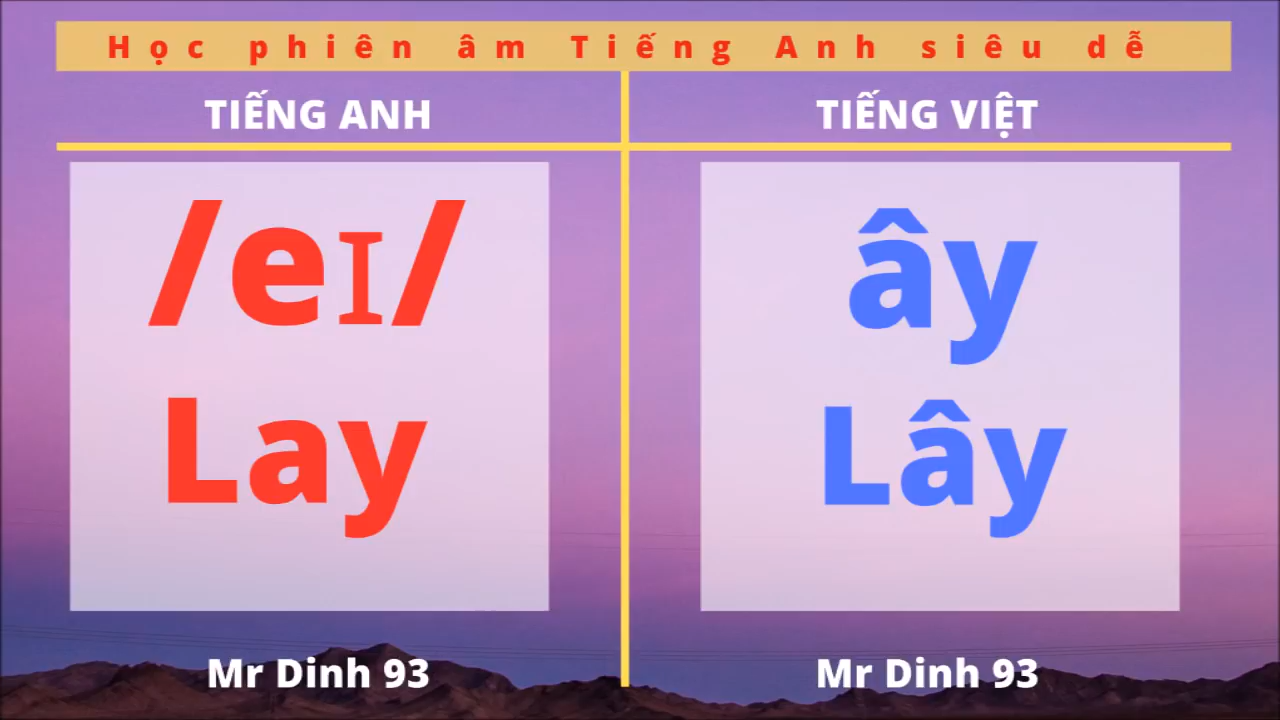 Học phiên âm Tiếng Anh siêu dễ
TIẾNG ANH
/eɪ/
Lay
Mr Dinh 93
TIẾNG VIỆT
ây
Lây
Mr Dinh 93